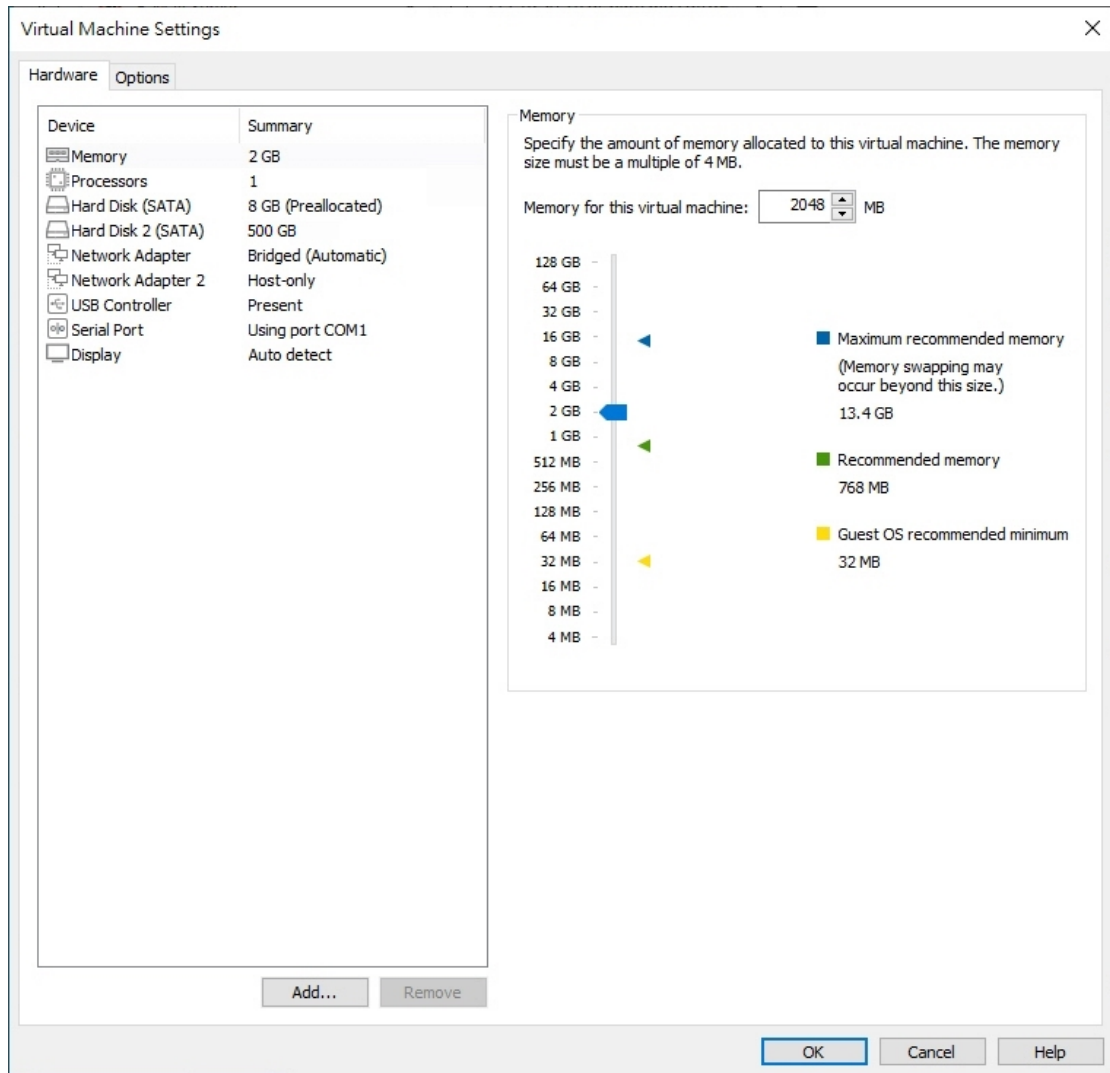 Virtual Machine Settings
Hardware Options
Device Summary
Memory 2 GB
Processors 1
Hard Disk (SATA) 8 GB (Preallocated)
Hard Disk 2 (SATA) 500 GB
Network Adapter Bridged (Automatic)
Network Adapter 2 Host-only
USB Controller Present
Serial Port Using port COM1
Display Auto detect
Add... Remove
Memory
Specify the amount of memory allocated to this virtual machine. The memory
size must be a multiple of 4 MB.
Memory for this virtual machine: 2048 MB
128 GB
64 GB
32 GB
16 GB
8 GB
4 GB
2 GB
1 GB
512 MB
256 MB
128 MB
64 MB
32 MB
16 MB
8 MB
4 MB
Maximum recommended memory
(Memory swapping may
occur beyond this size.)
13.4 GB
Recommended memory
768 MB
Guest OS recommended minimum
32 MB
OK Cancel Help